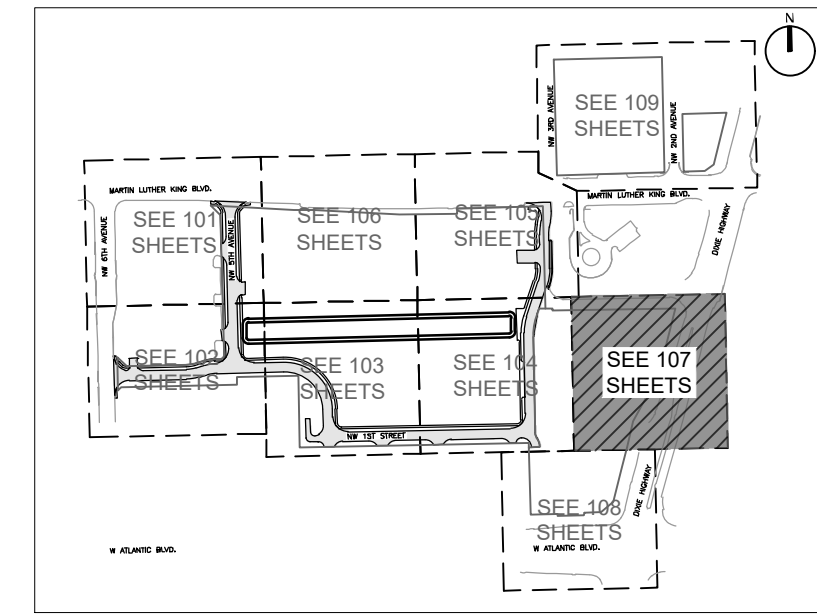 N
NW 3RD AVENUE
SEE 109
SHEETS
NW 2ND AVENUE
MARTIN LUTHER KING BLVD.
MARTIN LUTHER KING BLVD.
NW 6TH AVENUE
SEE 101
SHEETS
NW 5TH AVENUE
SEE 106
SHEETS
SEE 105
SHEETS
DIXIE HIGHWAY
SEE 102
SHEETS
SEE 103
SHEETS
SEE 104
SHEETS
SEE 107
SHEETS
NW 1ST STREET
DIXIE HIGHWAY
SEE 108
SHEETS
W ATLANTIC BLVD.
W ATLANTIC BLVD.